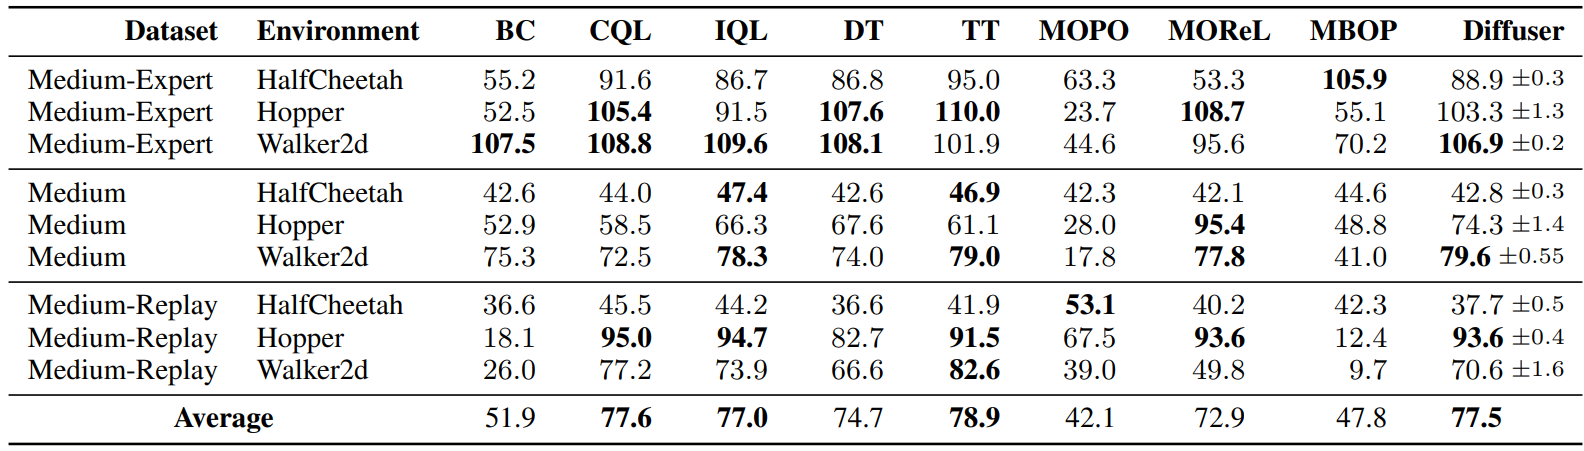 Dataset Environment BC CQL IQL DT TT MOPO MOReL MBOP Diffuser
Medium-Expert HalfCheetah 55.2 91.6 86.7 86.8 95.0 63.3 53.3 105.9 88.9 ±0.3
Medium-Expert Hopper 52.5 105.4 91.5 107.6 110.0 23.7 108.7 55.1 103.3 ±1.3
Medium-Expert Walker2d 107.5 108.8 109.6 108.1 101.9 44.6 95.6 70.2 106.9 ±0.2
Medium HalfCheetah 42.6 44.0 47.4 42.6 46.9 42.3 42.1 44.6 42.8 ±0.3
Medium Hopper 52.9 58.5 66.3 67.6 61.1 28.0 95.4 48.8 74.3 ±1.4
Medium Walker2d 75.3 72.5 78.3 74.0 79.0 17.8 77.8 41.0 79.6 ±0.55
Medium-Replay HalfCheetah 36.6 45.5 44.2 36.6 41.9 53.1 40.2 42.3 37.7 ±0.5
Medium-Replay Hopper 18.1 95.0 94.7 82.7 91.5 67.5 93.6 12.4 93.6 ±0.4
Medium-Replay Walker2d 26.0 77.2 73.9 66.6 82.6 39.0 49.8 9.7 70.6 ±1.6
Average 51.9 77.6 77.0 74.7 78.9 42.1 72.9 47.8 77.5